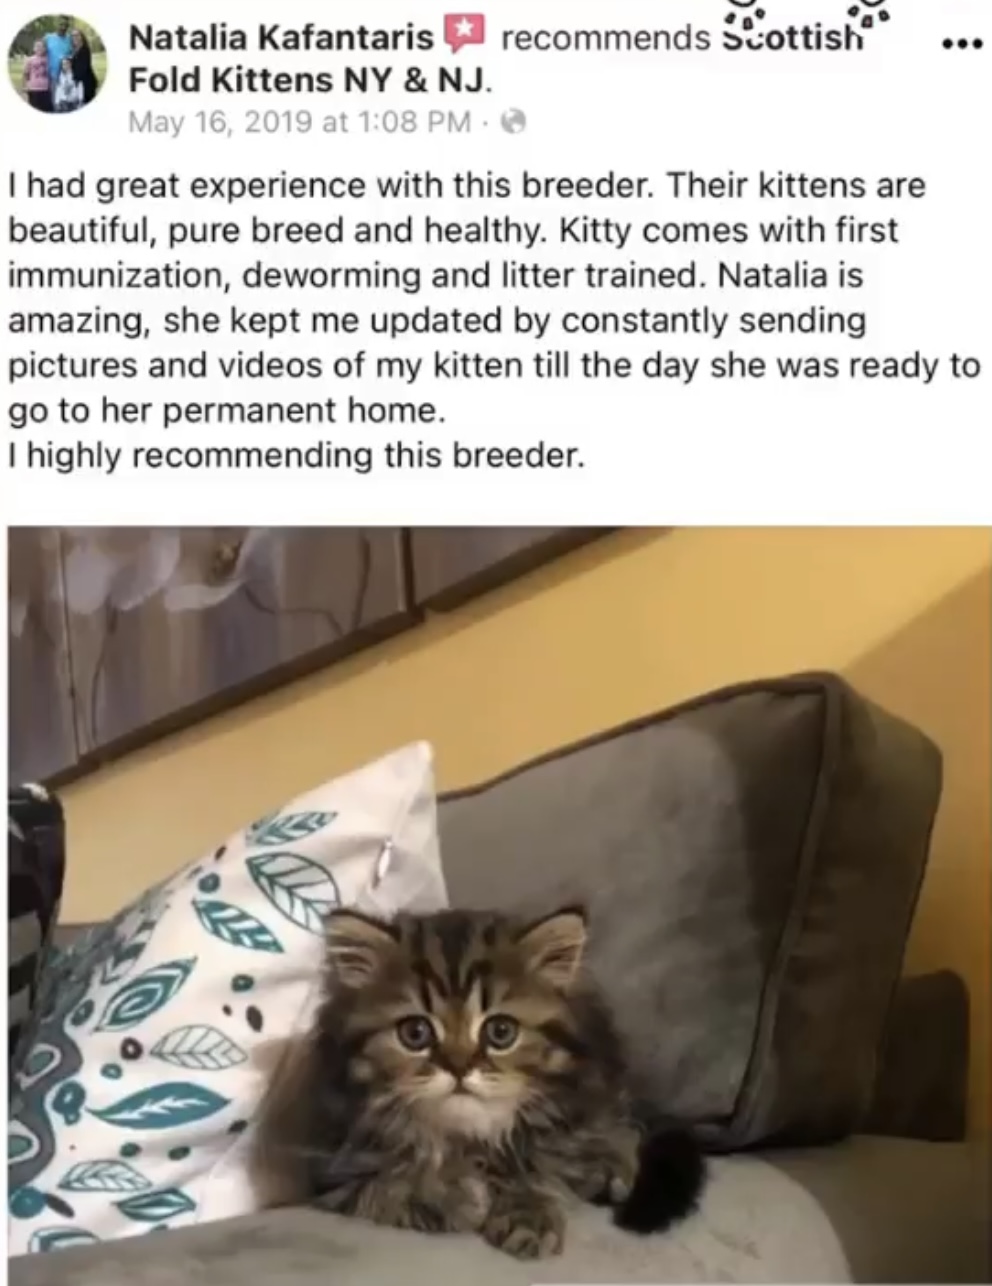 Natalia Kafantaris recommends Scottish
Fold Kittens NY & NJ.
May 16, 2019 at 1:08 PM ·
I had great experience with this breeder. Their kittens are
beautiful, pure breed and healthy. Kitty comes with first
immunization, deworming and litter trained. Natalia is
amazing, she kept me updated by constantly sending
pictures and videos of my kitten till the day she was ready to
go to her permanent home.
I highly recommending this breeder.